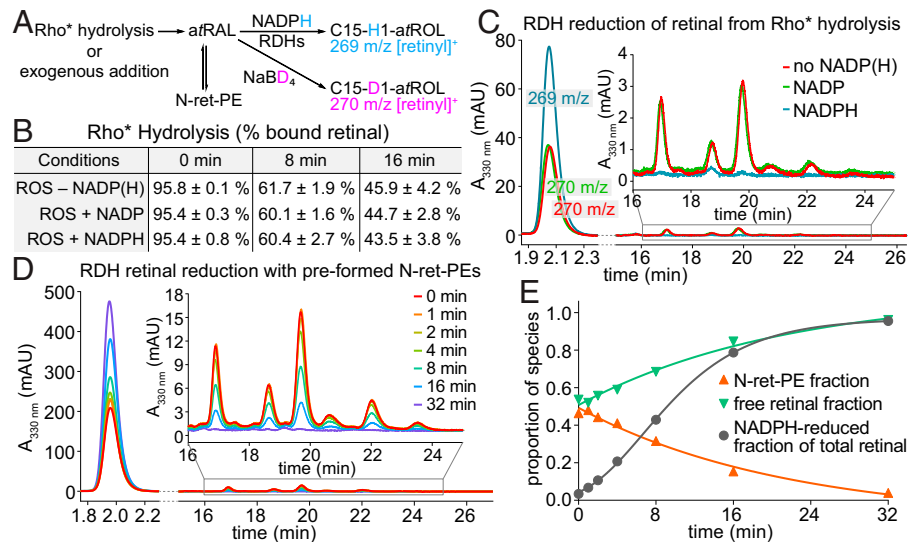 A
Rho* hydrolysis
or
exogenous addition
atRAL
NADPH
RDHs
NaBD4
N-ret-PE
C15-H1-atROL
269 m/z [retinyl]+
C15-D1-atROL
270 m/z [retinyl]+
B Rho* Hydrolysis (% bound retinal)
Conditions 0 min 8 min 16 min
ROS – NADP(H) 95.8 ± 0.1 % 61.7 ± 1.9 % 45.9 ± 4.2 %
ROS + NADP 95.4 ± 0.3 % 60.1 ± 1.6 % 44.7 ± 2.8 %
ROS + NADPH 95.4 ± 0.8 % 60.4 ± 2.7 % 43.5 ± 3.8 %
C RDH reduction of retinal from Rho* hydrolysis
A330 nm (mAU)
80
60
40
20
0
269 m/z
270 m/z
270 m/z
1.9 2.1 2.3 16 18 20 22 24 26
time (min)
A330 nm (mAU)
4
3
2
1
0
16 18 20 22 24
time (min)
no NADP(H)
NADP
NADPH
D RDH retinal reduction with pre-formed N-ret-PEs
A330 nm (mAU)
500
400
300
200
100
0
1.8 2.0 2.2 16 18 20 22 24 26
time (min)
A330 nm (mAU)
18
15
12
9
6
3
0
16 18 20 22 24
time (min)
0 min
1 min
2 min
4 min
8 min
16 min
32 min
E
proportion of species
1.0
0.8
0.6
0.4
0.2
0.0
N-ret-PE fraction
free retinal fraction
NADPH-reduced
fraction of total retinal
0 8 16 24 32
time (min)